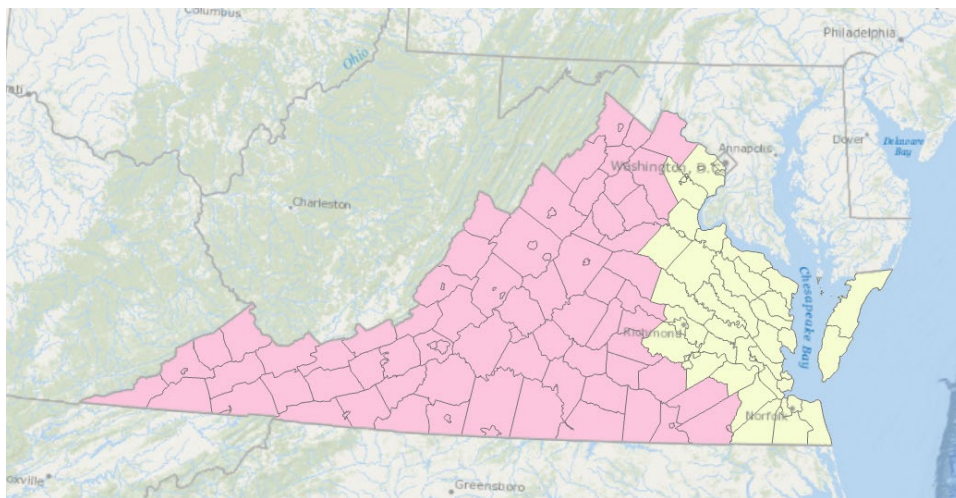 Columbus
Philadelphia
Ohio
Annapolis
Dover
Delaware
Bay
Washington, D.C.
Charleston
Chesapeake Bay
Richmond
Norfolk
oxville
Greensboro